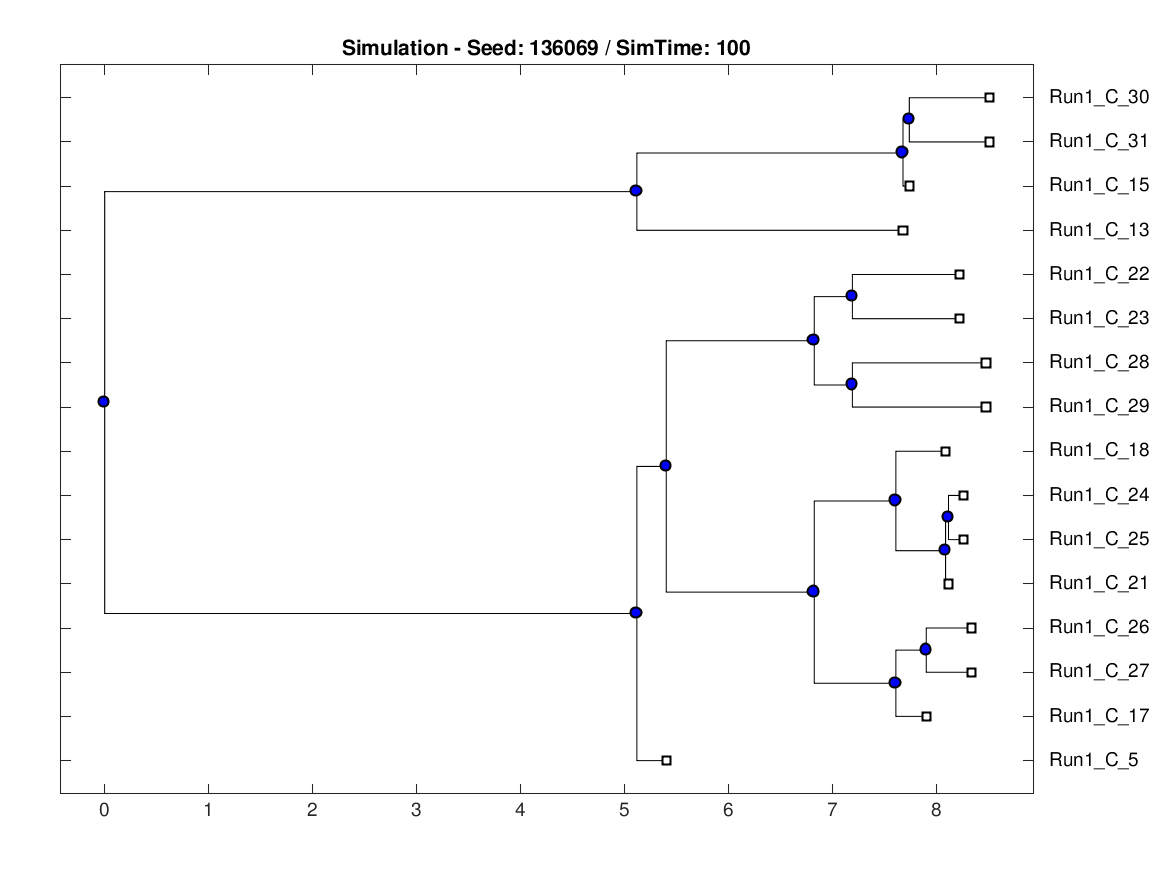 Simulation - Seed: 136069 / SimTime: 100
Run1_C_30
Run1_C_31
Run1_C_15
Run1_C_13
Run1_C_22
Run1_C_23
Run1_C_28
Run1_C_29
Run1_C_18
Run1_C_24
Run1_C_25
Run1_C_21
Run1_C_26
Run1_C_27
Run1_C_17
Run1_C_5
0 1 2 3 4 5 6 7 8